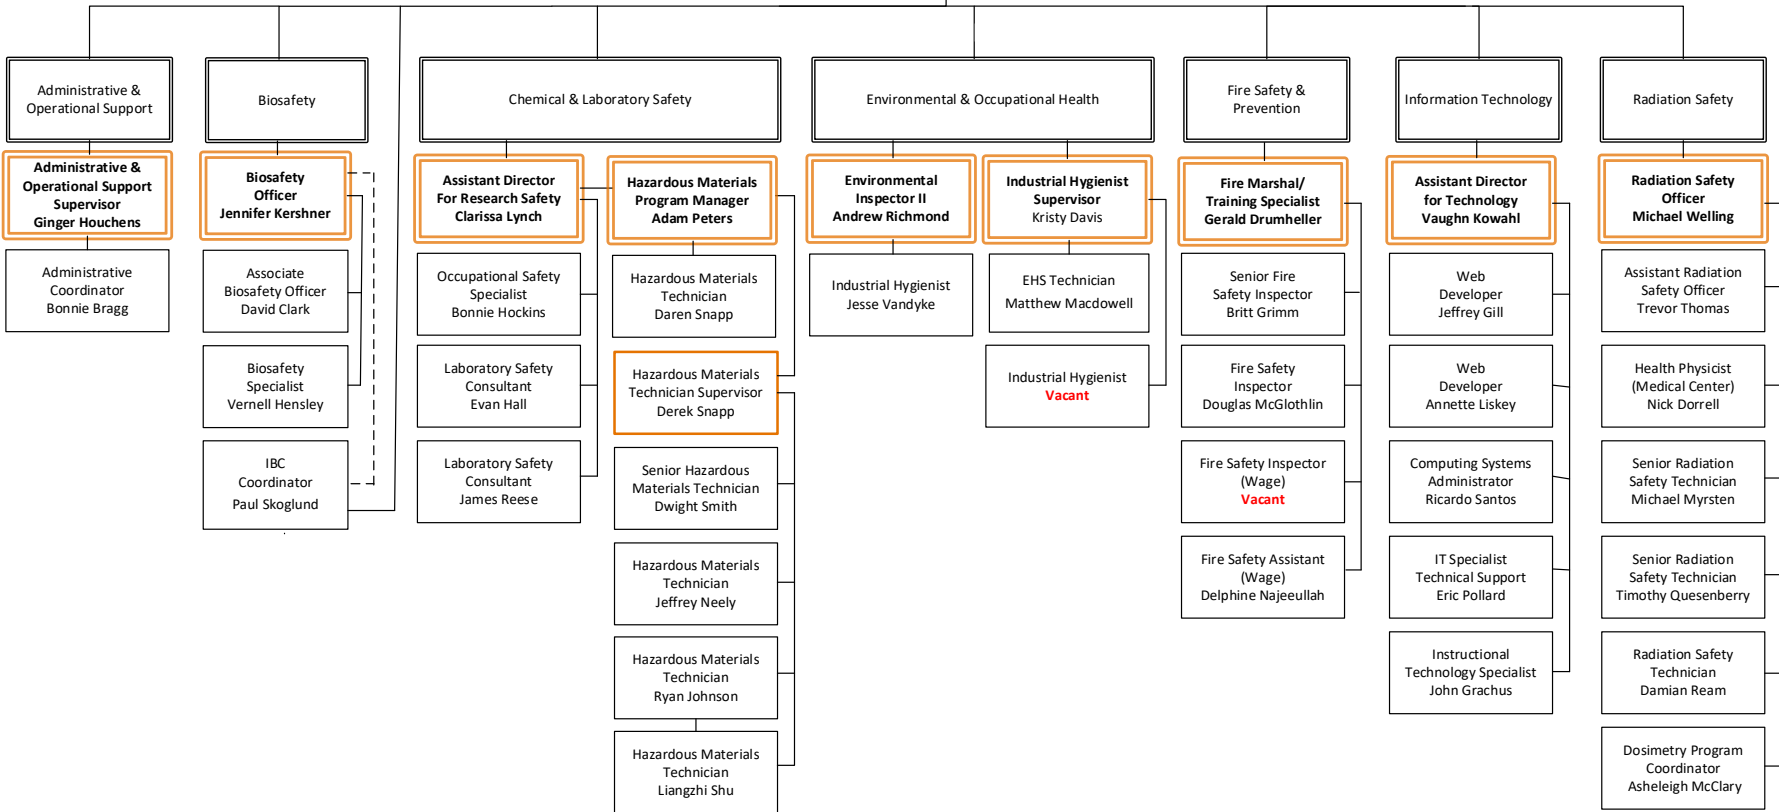 Administrative &
Operational Support
Biosafety
Chemical & Laboratory Safety
Environmental & Occupational Health
Fire Safety &
Prevention
Information Technology
Radiation Safety
Administrative &
Operational Support
Supervisor
Ginger Houchens
Administrative
Coordinator
Bonnie Bragg
Biosafety
Officer
Jennifer Kershner
Associate
Biosafety Officer
David Clark
Biosafety
Specialist
Vernell Hensley
IBC
Coordinator
Paul Skoglund
Assistant Director
For Research Safety
Clarissa Lynch
Occupational Safety
Specialist
Bonnie Hockins
Laboratory Safety
Consultant
Evan Hall
Laboratory Safety
Consultant
James Reese
Hazardous Materials
Program Manager
Adam Peters
Hazardous Materials
Technician
Daren Snapp
Hazardous Materials
Technician Supervisor
Derek Snapp
Senior Hazardous
Materials Technician
Dwight Smith
Hazardous Materials
Technician
Jeffrey Neely
Hazardous Materials
Technician
Ryan Johnson
Hazardous Materials
Technician
Liangzhi Shu
Environmental
Inspector II
Andrew Richmond
Industrial Hygienist
Jesse Vandyke
Industrial Hygienist
Supervisor
Kristy Davis
EHS Technician
Matthew Macdowell
Industrial Hygienist
Vacant
Fire Marshal/
Training Specialist
Gerald Drumheller
Senior Fire
Safety Inspector
Britt Grimm
Fire Safety
Inspector
Douglas McGlothlin
Fire Safety Inspector
(Wage)
Vacant
Fire Safety Assistant
(Wage)
Delphine Najeeullah
Assistant Director
for Technology
Vaughn Kowahl
Web
Developer
Jeffrey Gill
Web
Developer
Annette Liskey
Computing Systems
Administrator
Ricardo Santos
IT Specialist
Technical Support
Eric Pollard
Instructional
Technology Specialist
John Grachus
Radiation Safety
Officer
Michael Welling
Assistant Radiation
Safety Officer
Trevor Thomas
Health Physicist
(Medical Center)
Nick Dorrell
Senior Radiation
Safety Technician
Michael Myrsten
Senior Radiation
Safety Technician
Timothy Quesenberry
Radiation Safety
Technician
Damian Ream
Dosimetry Program
Coordinator
Asheleigh McClary